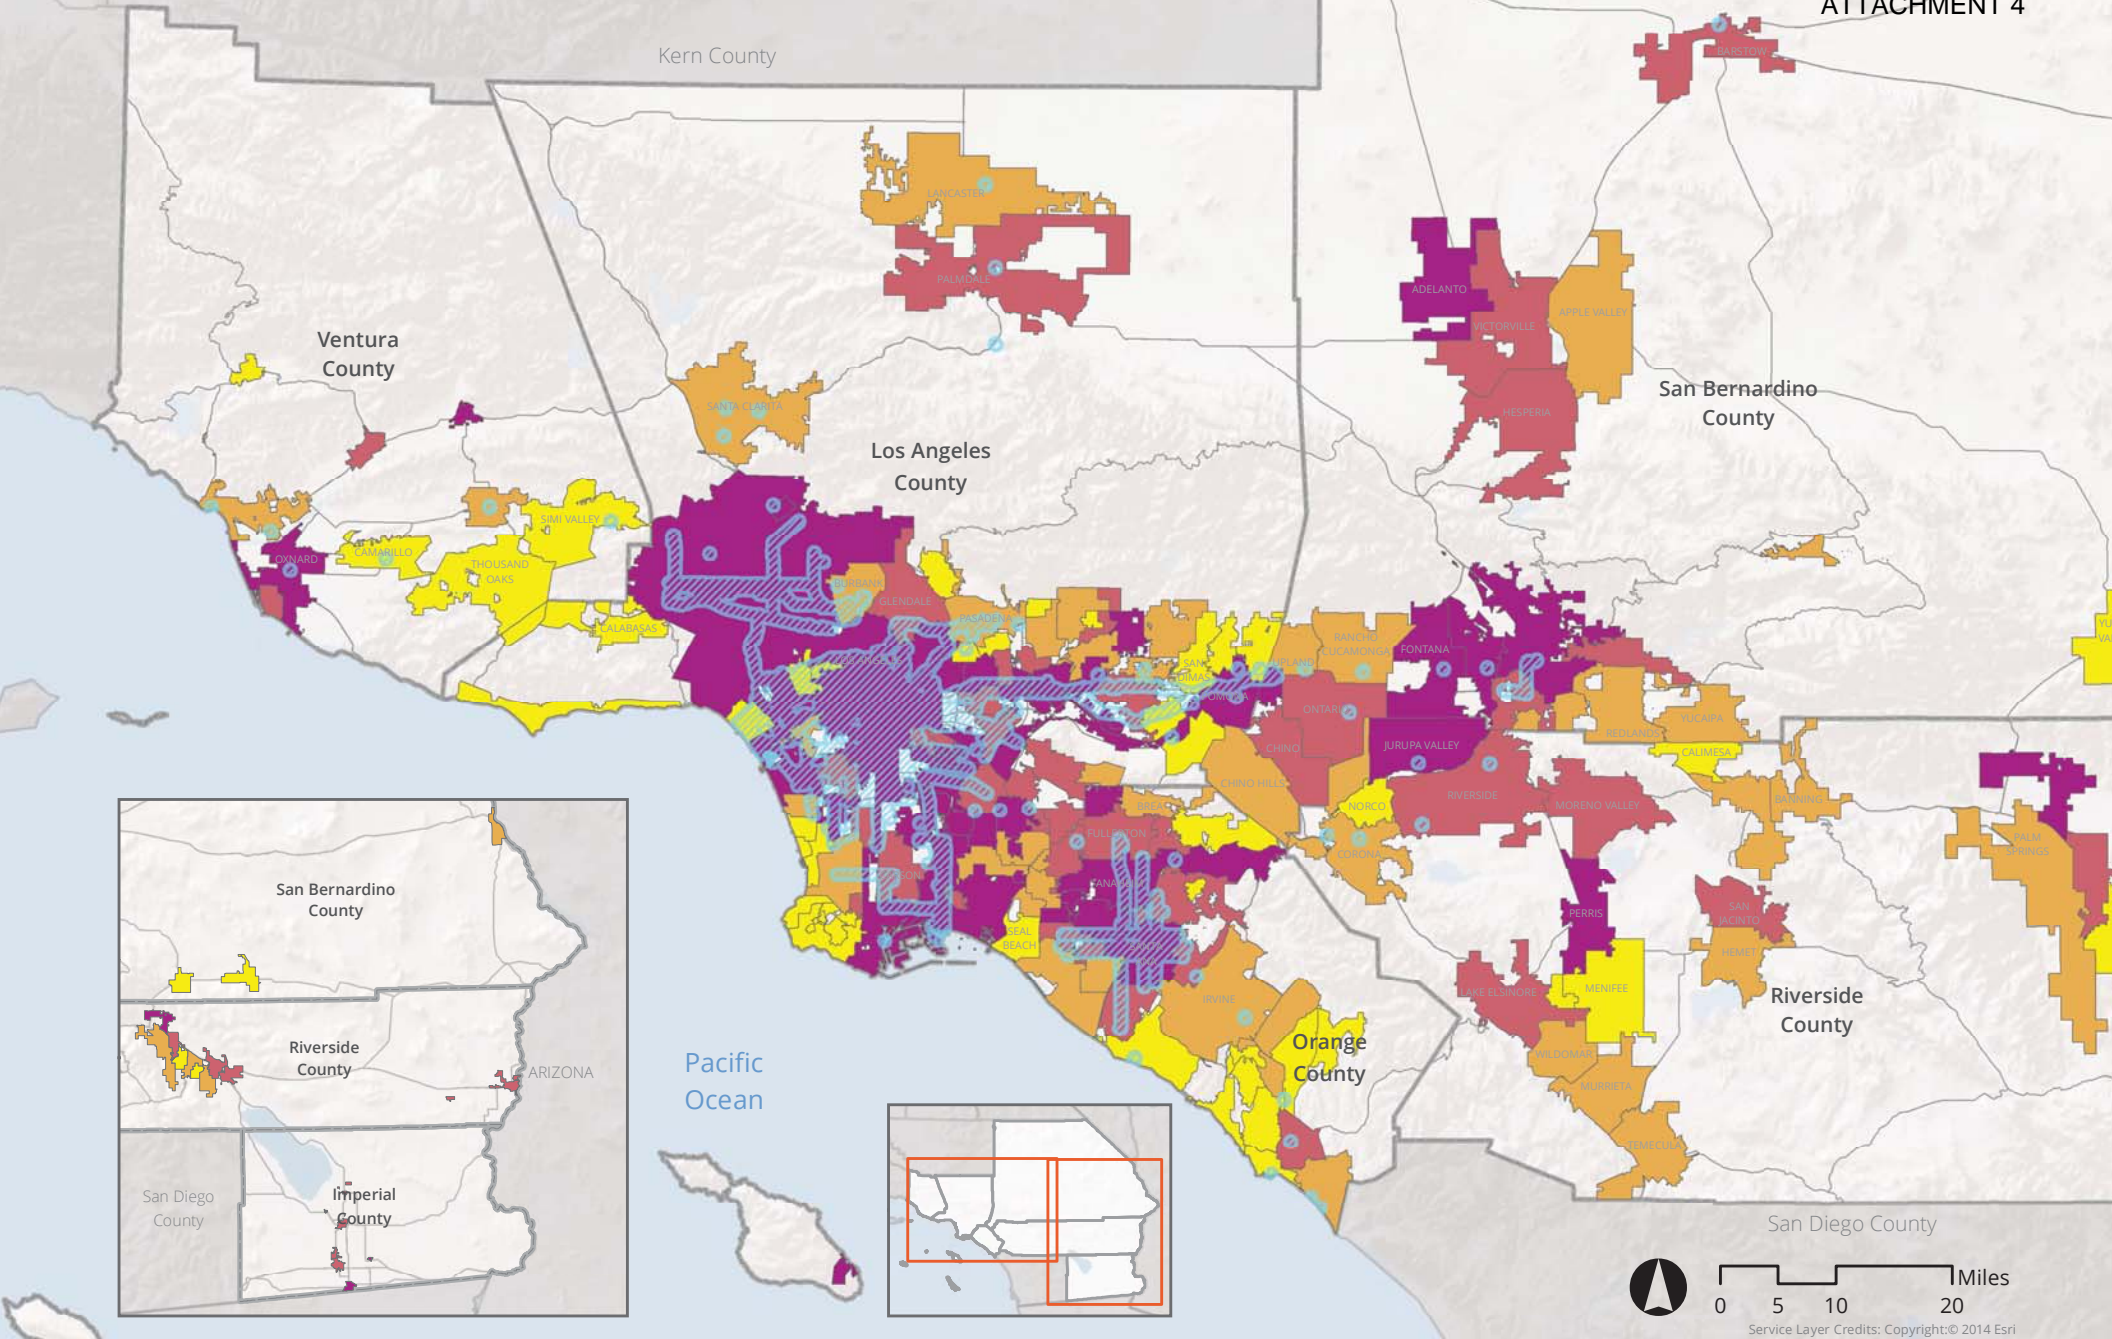 ATTACHMENT 4
Kern County
BARSTOW
LANCASTER
PALMDALE
ADELANTO
VICTORVILLE
APPLE VALLEY
HESPERIA
Ventura
County
San Bernardino
County
SANTA CLARITA
Los Angeles
County
SIMI VALLEY
OXNARD
CAMARILLO
THOUSAND
OAKS
CALABASAS
BURBANK
GLENDALE
PASADENA
SAN
DIMAS
UPLAND
RANCHO
CUCAMONGA
FONTANA
POMONA
ONTARIO
CHINO
JURUPA VALLEY
REDLANDS
YUCAIPA
CALIMESA
CHINO HILLS
NORCO
RIVERSIDE
MORENO VALLEY
BANNING
BREA
FULLERTON
CORONA
PALM
SPRINGS
PERRIS
SAN
JACINTO
HEMET
SEAL
BEACH
LAKE ELSINORE
MENIFEE
IRVINE
WILDOMAR
MURRIETA
TEMECULA
Riverside
County
Orange
County
Pacific
Ocean
San Bernardino
County
Riverside
County
ARIZONA
San Diego
County
Imperial
County
San Diego County
Miles
0 5 10 20
Service Layer Credits: Copyright:© 2014 Esri